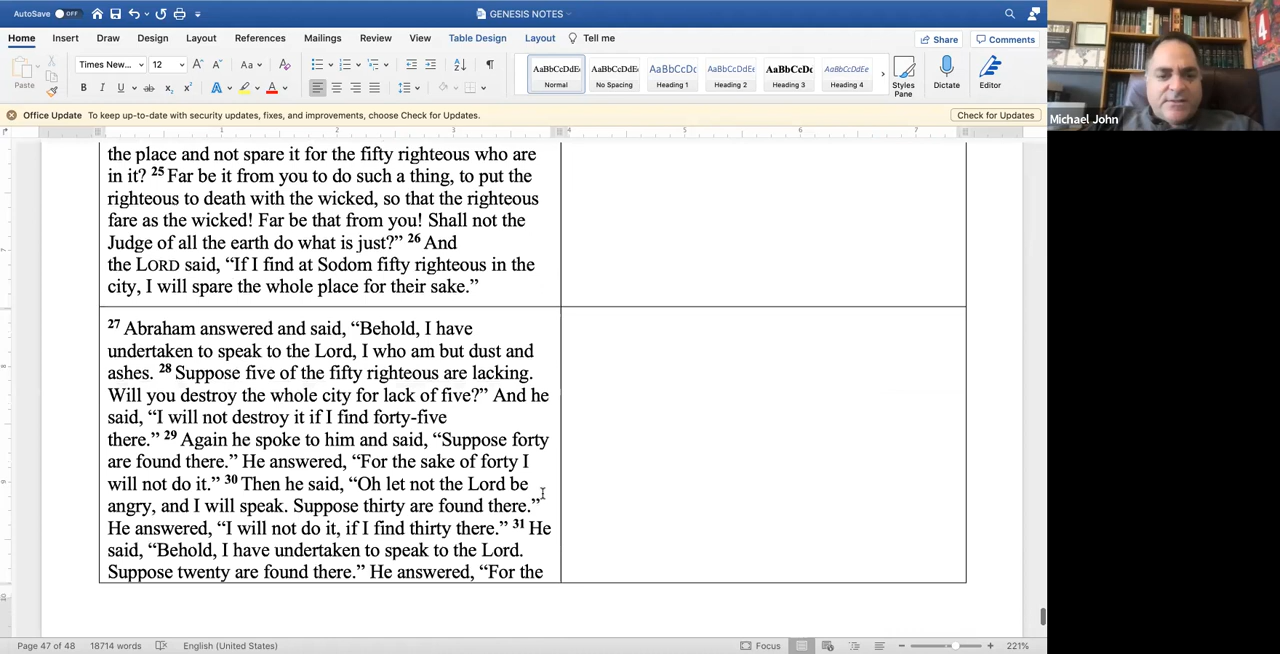 AutoSave OFF GENESIS NOTES
Home Insert Draw Design Layout References Mailings Review View Table Design Layout Tell me Share Comments
Paste Times New... 12 Aa Normal No Spacing Heading 1 Heading 2 Heading 3 Heading 4 Styles Pane Dictate Editor
AaBbCcDdEe AaBbCcDdEe AaBbCcDc AaBbCcDdEe AaBbCcDc AaBbCcDdEe
Office Update To keep up-to-date with security updates, fixes, and improvements, choose Check for Updates. Check for Updates
Michael John
1 2 3 4 5 6 7
the place and not spare it for the fifty righteous who are
in it? 25 Far be it from you to do such a thing, to put the
righteous to death with the wicked, so that the righteous
fare as the wicked! Far be that from you! Shall not the
Judge of all the earth do what is just?” 26 And
the LORD said, “If I find at Sodom fifty righteous in the
city, I will spare the whole place for their sake.”
27 Abraham answered and said, “Behold, I have
undertaken to speak to the Lord, I who am but dust and
ashes. 28 Suppose five of the fifty righteous are lacking.
Will you destroy the whole city for lack of five?” And he
said, “I will not destroy it if I find forty-five
there.” 29 Again he spoke to him and said, “Suppose forty
are found there.” He answered, “For the sake of forty I
will not do it.” 30 Then he said, “Oh let not the Lord be
angry, and I will speak. Suppose thirty are found there.”
He answered, “I will not do it, if I find thirty there.” 31 He
said, “Behold, I have undertaken to speak to the Lord.
Suppose twenty are found there.” He answered, “For the
Page 47 of 48 18714 words English (United States) Focus 221%